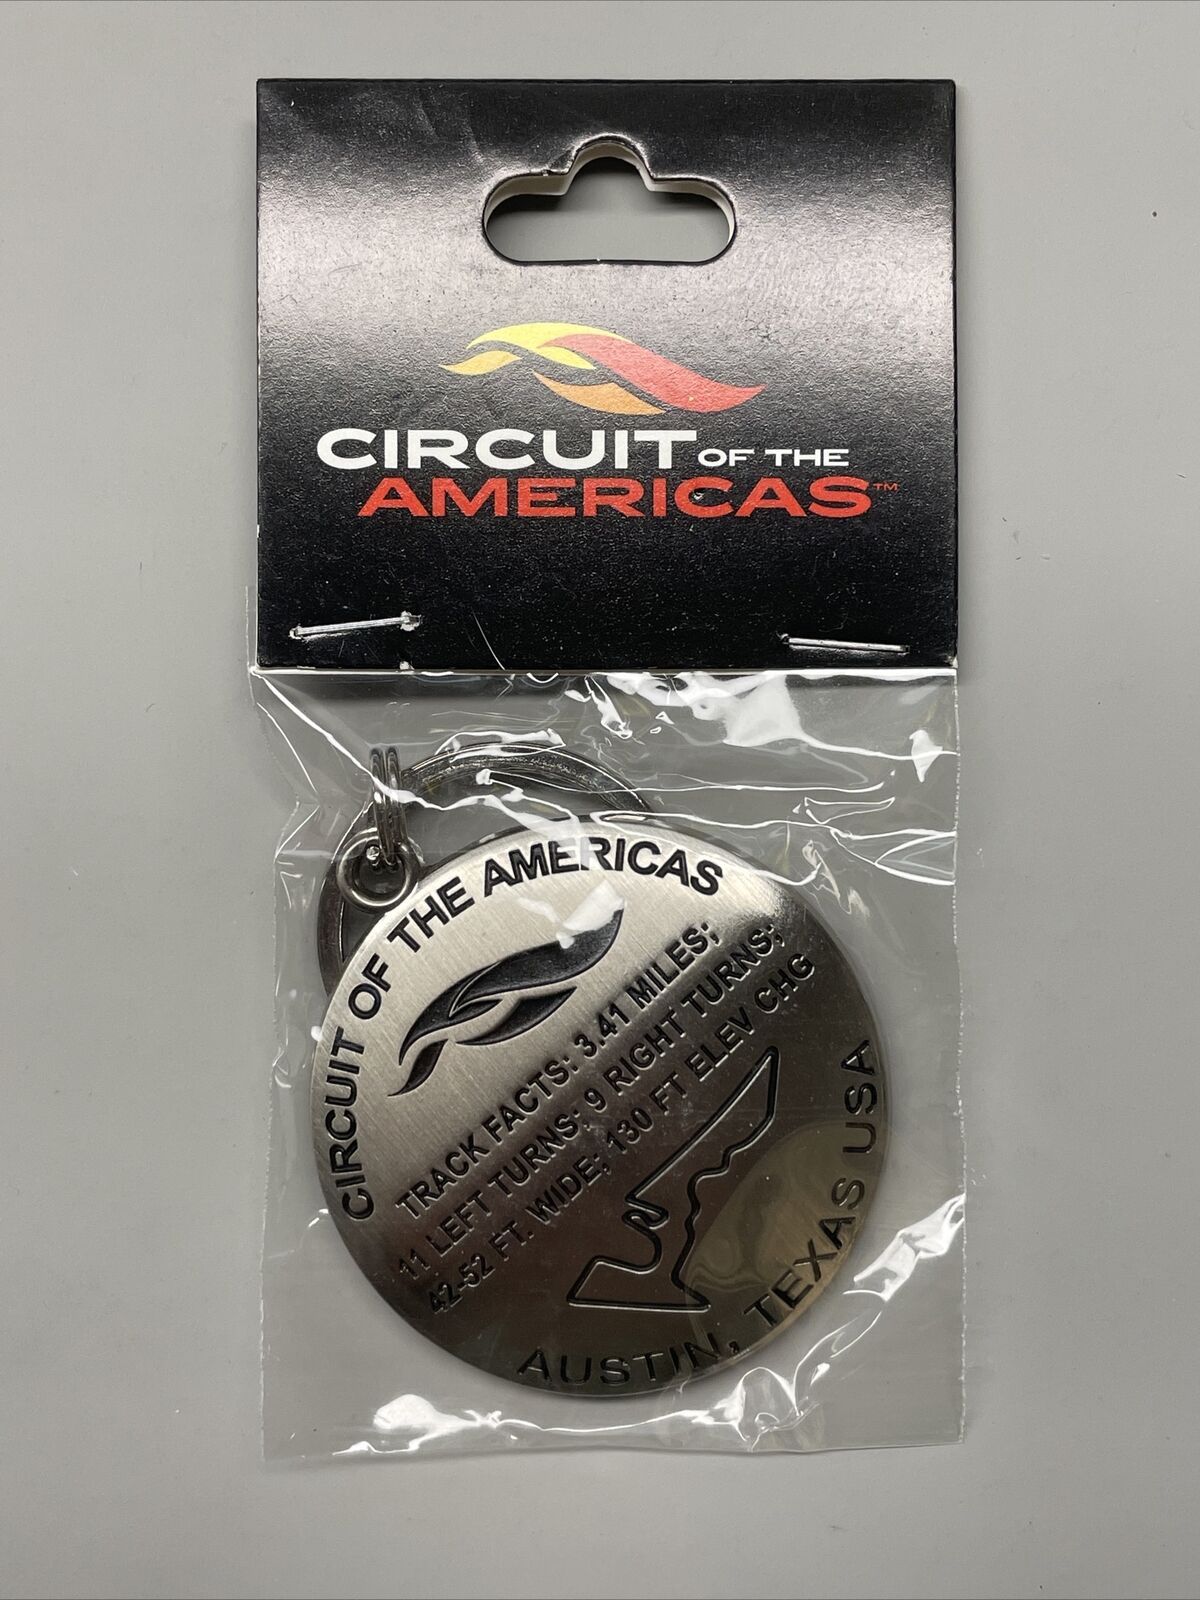 CIRCUIT OF THE
AMERICAS™
CIRCUIT OF THE AMERICAS
TRACK FACTS: 3.41 MILES;
11 LEFT TURNS; 9 RIGHT TURNS;
42-52 FT. WIDE; 130 FT ELEV CHG
AUSTIN, TEXAS USA